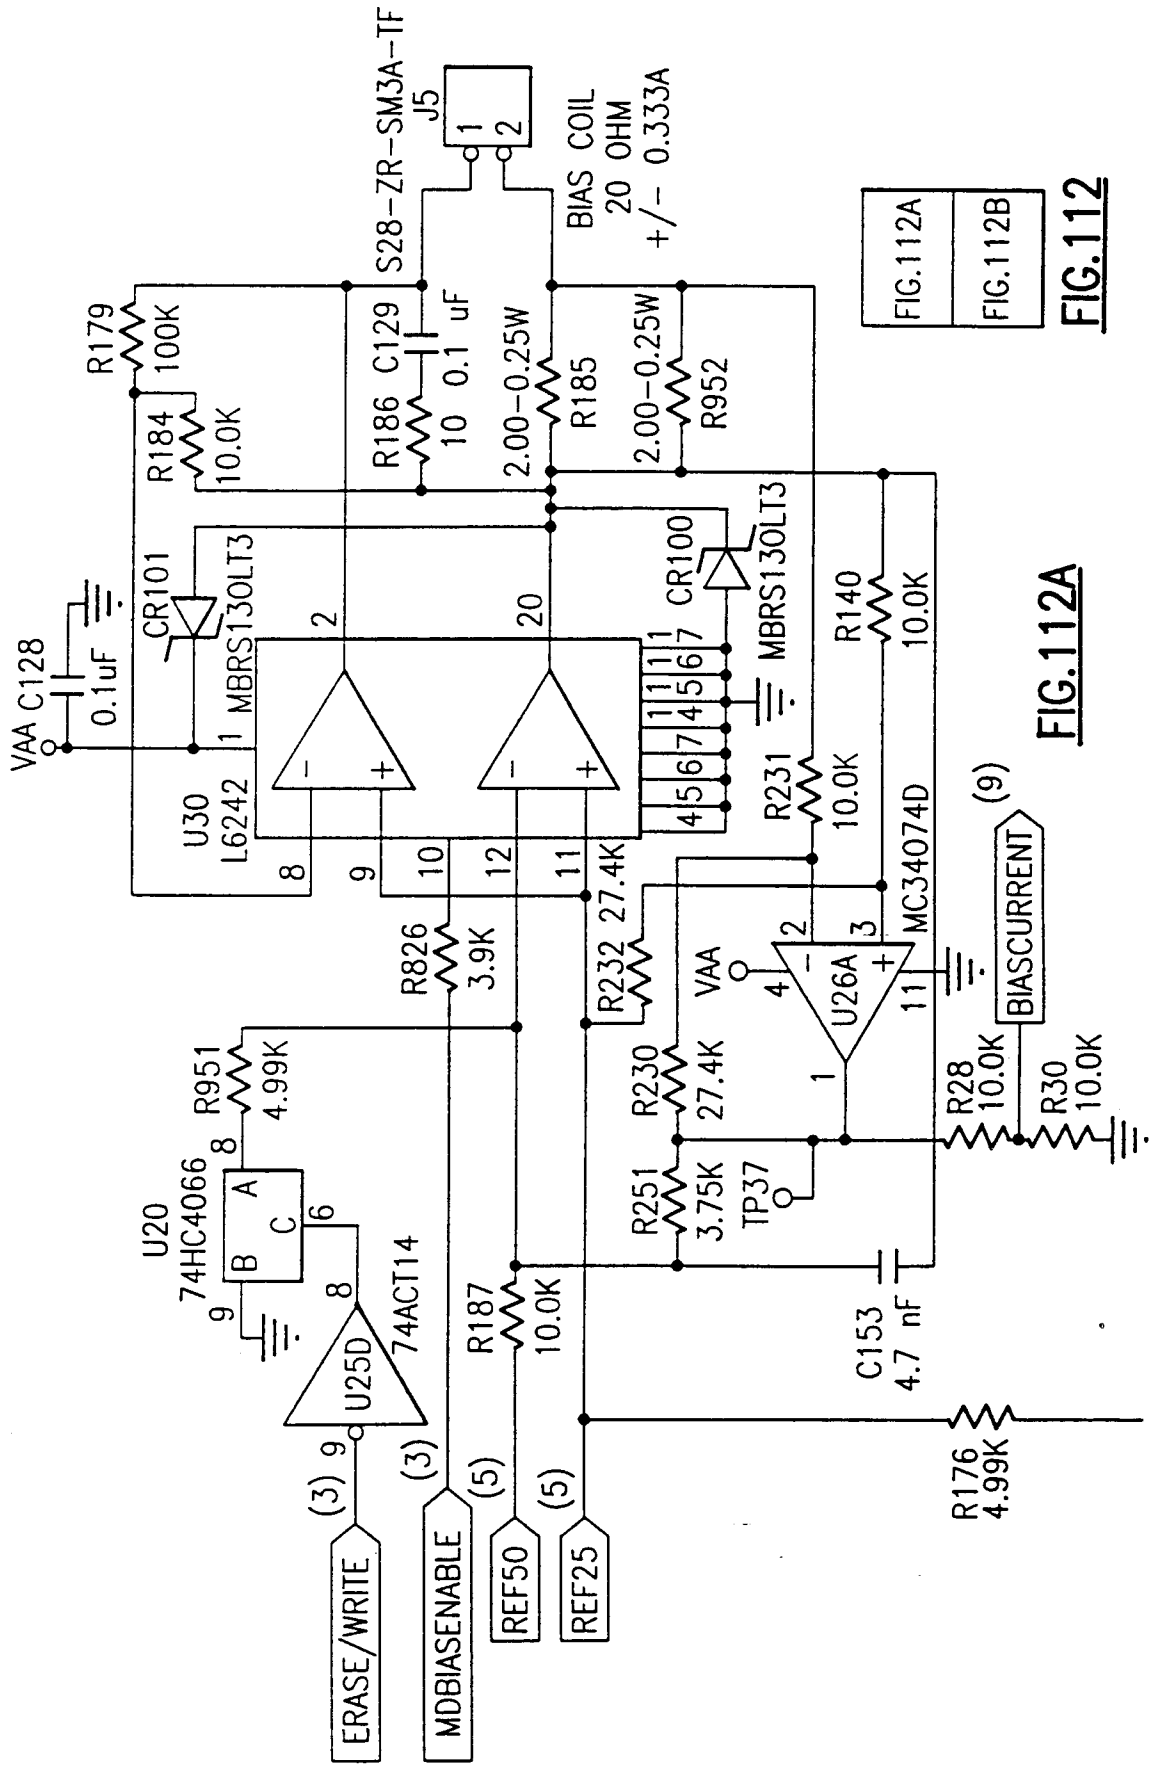 VAA
C128
0.1uF
CR101
MBRS130LT3
R179
100K
R184
10.0K
S28-ZR-SM3A-TF
J5
1
2
R186
10
C129
0.1 uF
2.00-0.25W
R185
2.00-0.25W
R952
BIAS COIL
20 OHM
+/- 0.333A
U30
L6242
1
2
20
8
9
10
12
11
-
+
-
+
4
5
6
7
14
15
16
17
CR100
MBRS130LT3
U20
74HC4066
9
B
A
8
C
6
R951
4.99K
R826
3.9K
8
U25D
74ACT14
9
(3)
ERASE/WRITE
(3)
MDBIASENABLE
(5)
REF50
(5)
REF25
R187
10.0K
R232
27.4K
R230
27.4K
R251
3.75K
TP37
R231
10.0K
R140
10.0K
VAA
4
2
3
-
+
U26A
11
1
MC34074D
(9)
BIASCURRENT
R28
10.0K
R30
10.0K
C153
4.7 nF
R176
4.99K
FIG.112A
FIG.112A
FIG.112B
FIG.112